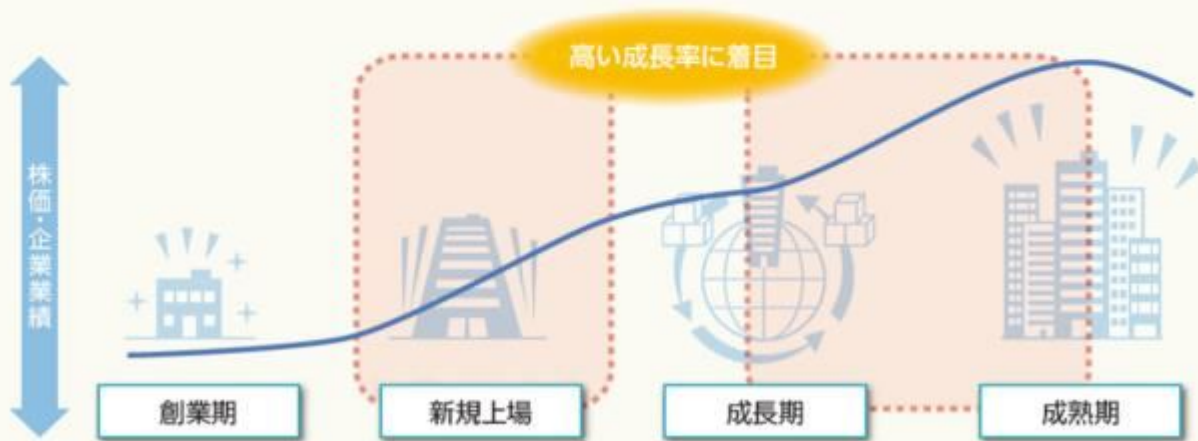 高い成長率に着目
株価・企業業績
創業期
新規上場
成長期
成熟期